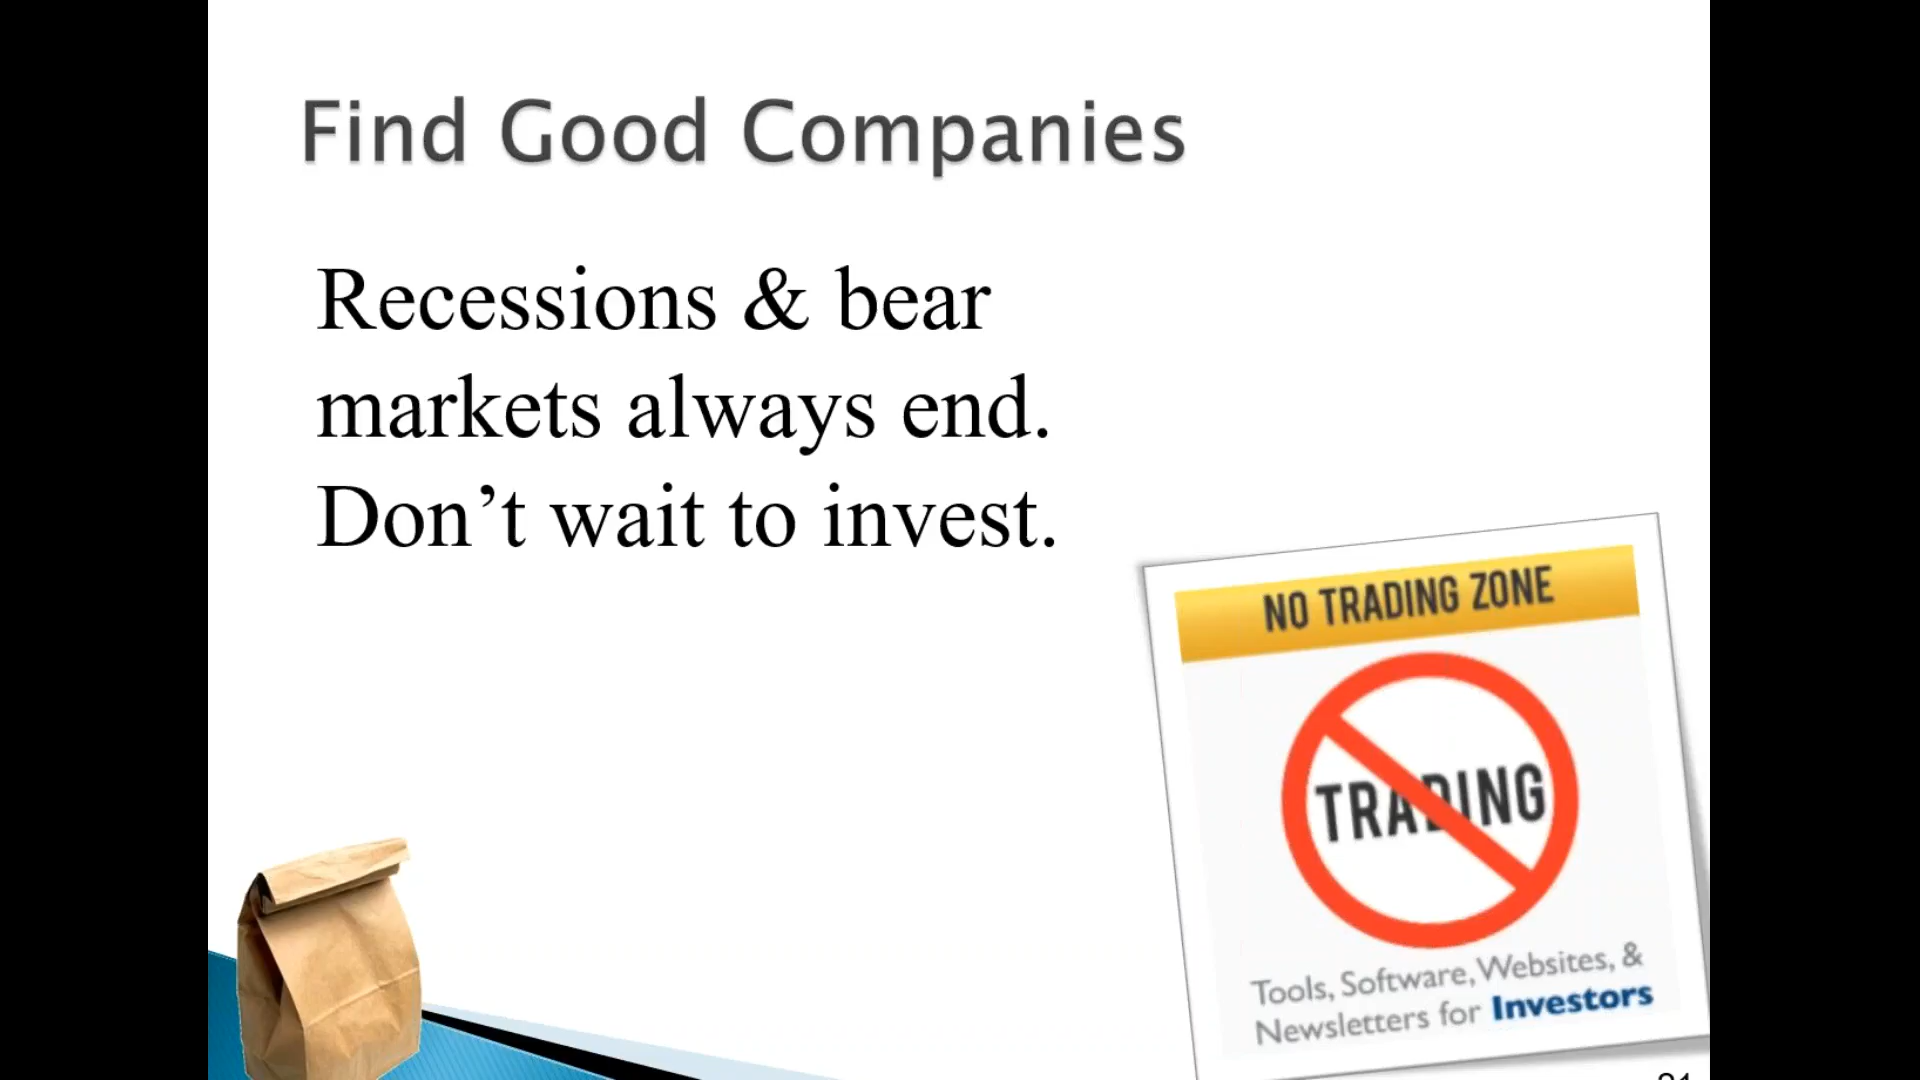 Find Good Companies
Recessions & bear
markets always end.
Don’t wait to invest.
NO TRADING ZONE
TRADING
Tools, Software, Websites, &
Newsletters for Investors